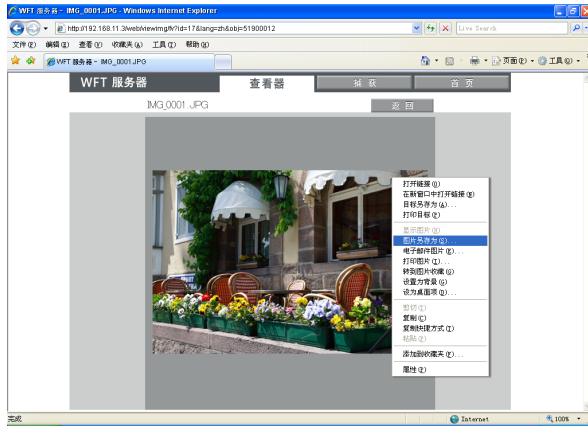 WFT 服务器 - IMG_0001.JPG - Windows Internet Explorer
http://192.168.11.3/web/viewimg/fv?id=17&lang=zh&obj=51900012
Live Search
文件(F) 编辑(E) 查看(V) 收藏夹(A) 工具(T) 帮助(H)
WFT 服务器 - IMG_0001.JPG
页面(P) 工具(O)
WFT 服务器 查看器 捕获 首页
IMG_0001.JPG 返回
打开链接(O)
在新窗口中打开链接(N)
目标另存为(A)...
打印目标(P)
显示图片(H)
图片另存为(S)...
电子邮件图片(E)...
打印图片(I)...
转到图片收藏(G)
设置为背景(G)
设为桌面项(D)...
剪切(T)
复制(C)
复制快捷方式(T)
粘贴(P)
添加到收藏夹(F)...
属性(P)
完成 Internet 100%